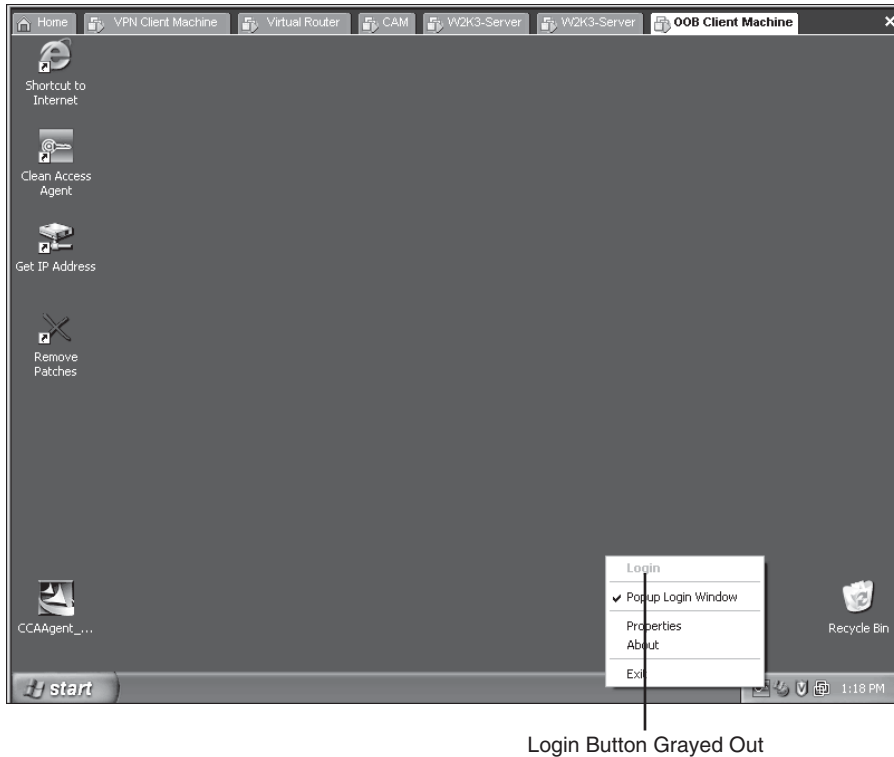 Home
VPN Client Machine
Virtual Router
CAM
W2K3-Server
W2K3-Server
OOB Client Machine
Shortcut to
Internet
Clean Access
Agent
Get IP Address
Remove
Patches
CCAAgent_...
Login
Popup Login Window
Properties
About
Exit
Recycle Bin
start
1:18 PM
Login Button Grayed Out